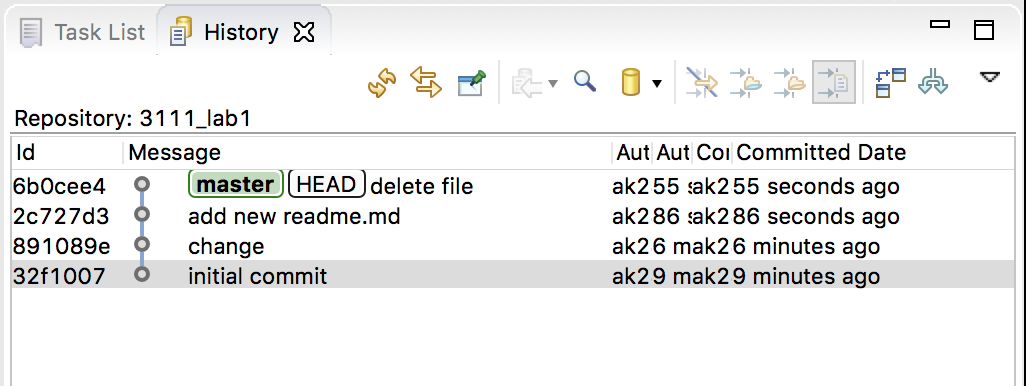 Task List History
Repository: 3111_lab1
Id Message Aut Aut Coi Committed Date
6b0cee4 master HEAD delete file ak2 55 s ak2 55 seconds ago
2c727d3 add new readme.md ak2 86 s ak2 86 seconds ago
891089e change ak2 6 m ak2 6 minutes ago
32f1007 initial commit ak2 9 m ak2 9 minutes ago